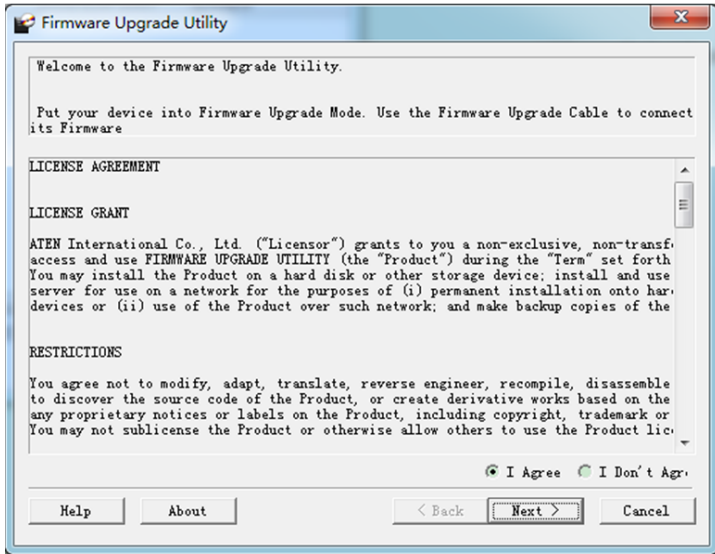 Firmware Upgrade Utility
Welcome to the Firmware Upgrade Utility.
Put your device into Firmware Upgrade Mode. Use the Firmware Upgrade Cable to connect
its Firmware
LICENSE AGREEMENT
LICENSE GRANT
ATEN International Co., Ltd. ("Licensor") grants to you a non-exclusive, non-transf
access and use FIRMWARE UPGRADE UTILITY (the "Product") during the "Term" set forth
You may install the Product on a hard disk or other storage device; install and use
server for use on a network for the purposes of (i) permanent installation onto har
devices or (ii) use of the Product over such network; and make backup copies of the
RESTRICTIONS
You agree not to modify, adapt, translate, reverse engineer, recompile, disassemble
to discover the source code of the Product, or create derivative works based on the
any proprietary notices or labels on the Product, including copyright, trademark or
You may not sublicense the Product or otherwise allow others to use the Product lic
I Agree I Don't Agr
Help About < Back Next > Cancel